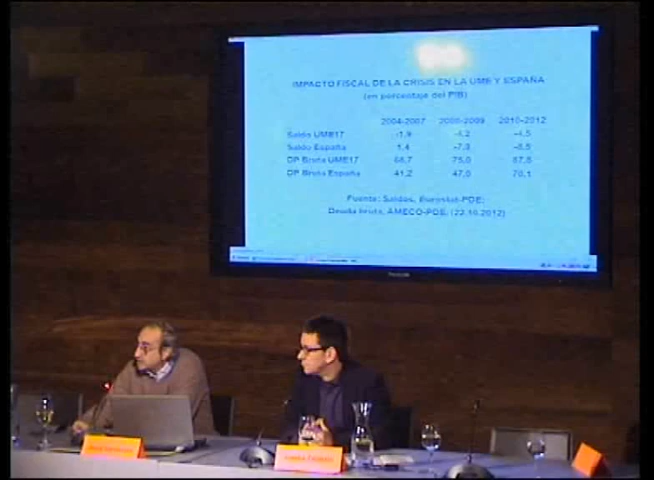 IMPACTO FISCAL DE LA CRISIS EN LA UME Y ESPAÑA
(en porcentaje del PIB)
2004-2007 2008-2009 2010-2012
Saldo UME17 -1,9 -4,2 -4,5
Saldo España 1,4 -7,3 -8,5
DP Bruta UME17 68,7 75,0 87,8
DP Bruta España 41,2 47,0 70,1
Fuente: Saldos, Eurostat-PDE;
Deuda bruta, AMECO-PDE, (22.10.2012)